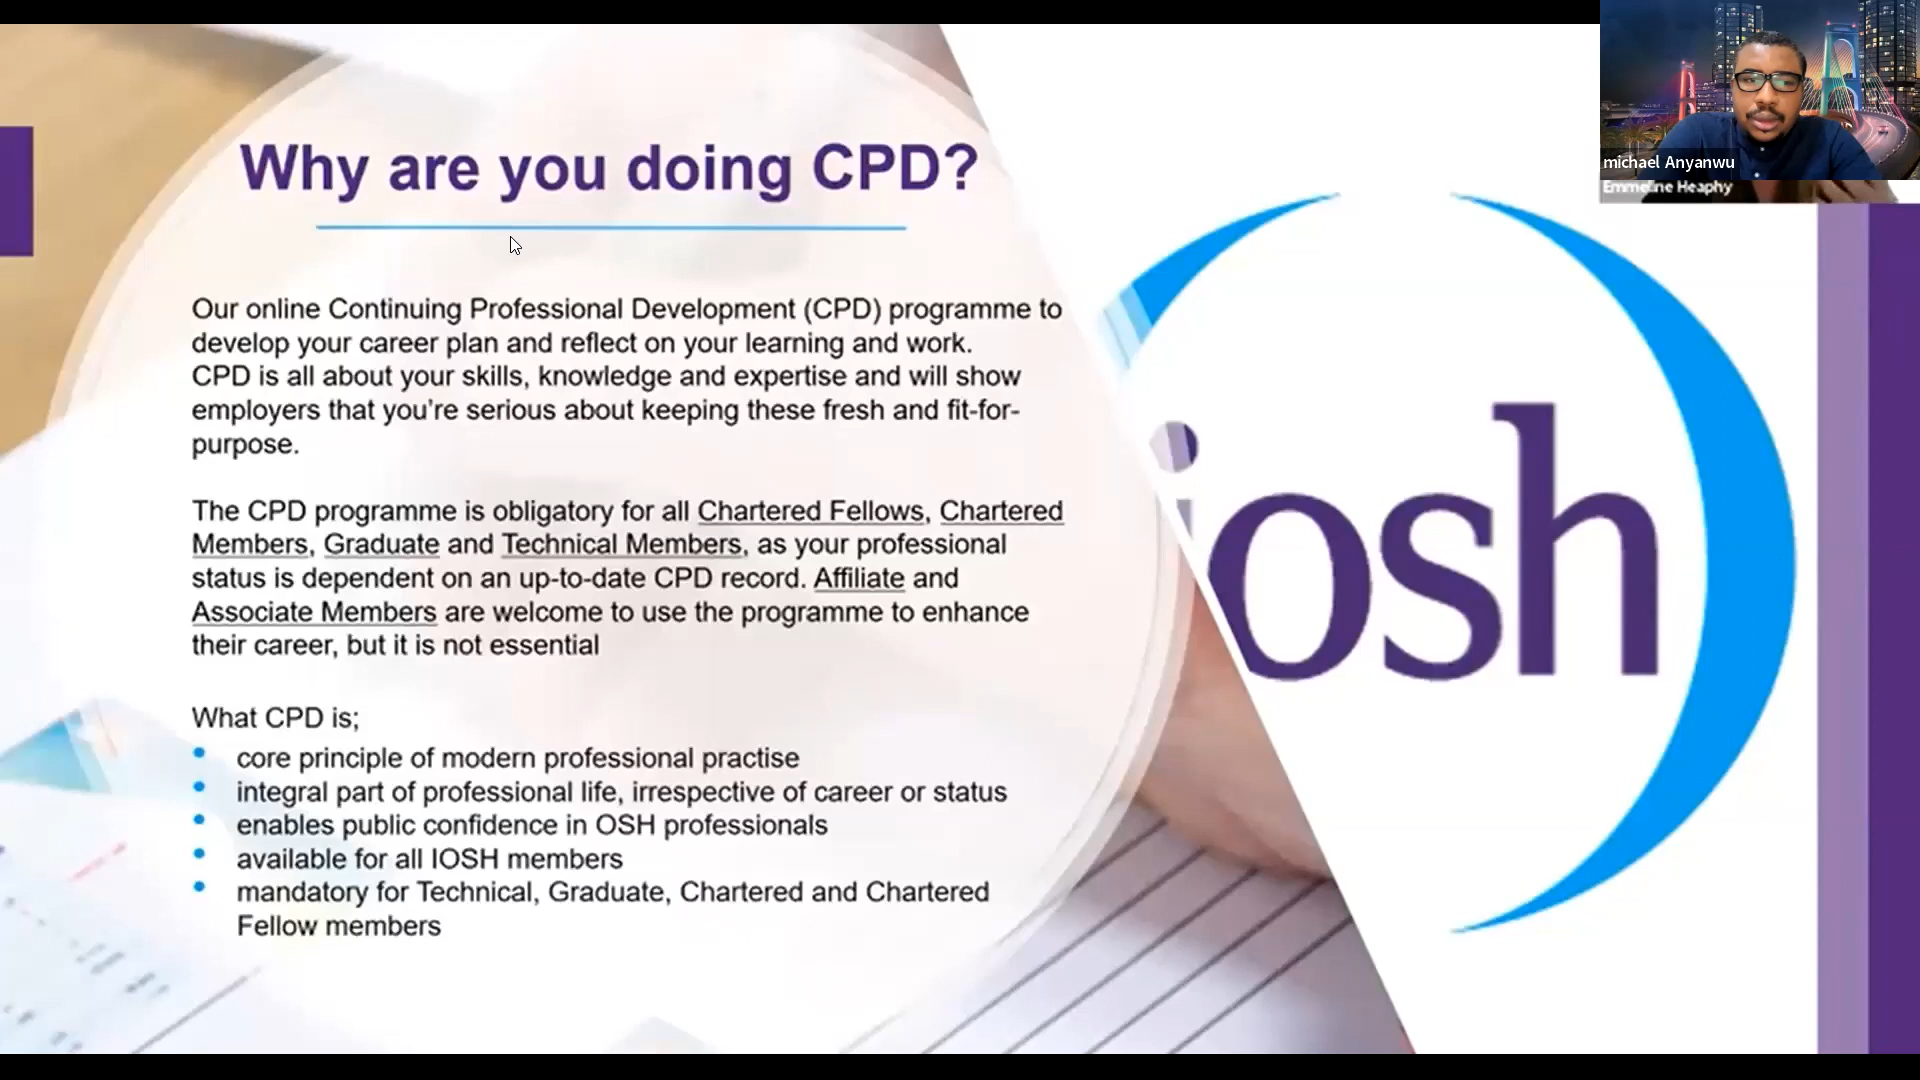 Why are you doing CPD?
Our online Continuing Professional Development (CPD) programme to
develop your career plan and reflect on your learning and work.
CPD is all about your skills, knowledge and expertise and will show
employers that you're serious about keeping these fresh and fit-for-
purpose.
The CPD programme is obligatory for all Chartered Fellows, Chartered
Members, Graduate and Technical Members, as your professional
status is dependent on an up-to-date CPD record. Affiliate and
Associate Members are welcome to use the programme to enhance
their career, but it is not essential
What CPD is;
• core principle of modern professional practise
• integral part of professional life, irrespective of career or status
• enables public confidence in OSH professionals
• available for all IOSH members
• mandatory for Technical, Graduate, Chartered and Chartered
Fellow members
iosh
michael Anyanwu
Emmeline Heaphy